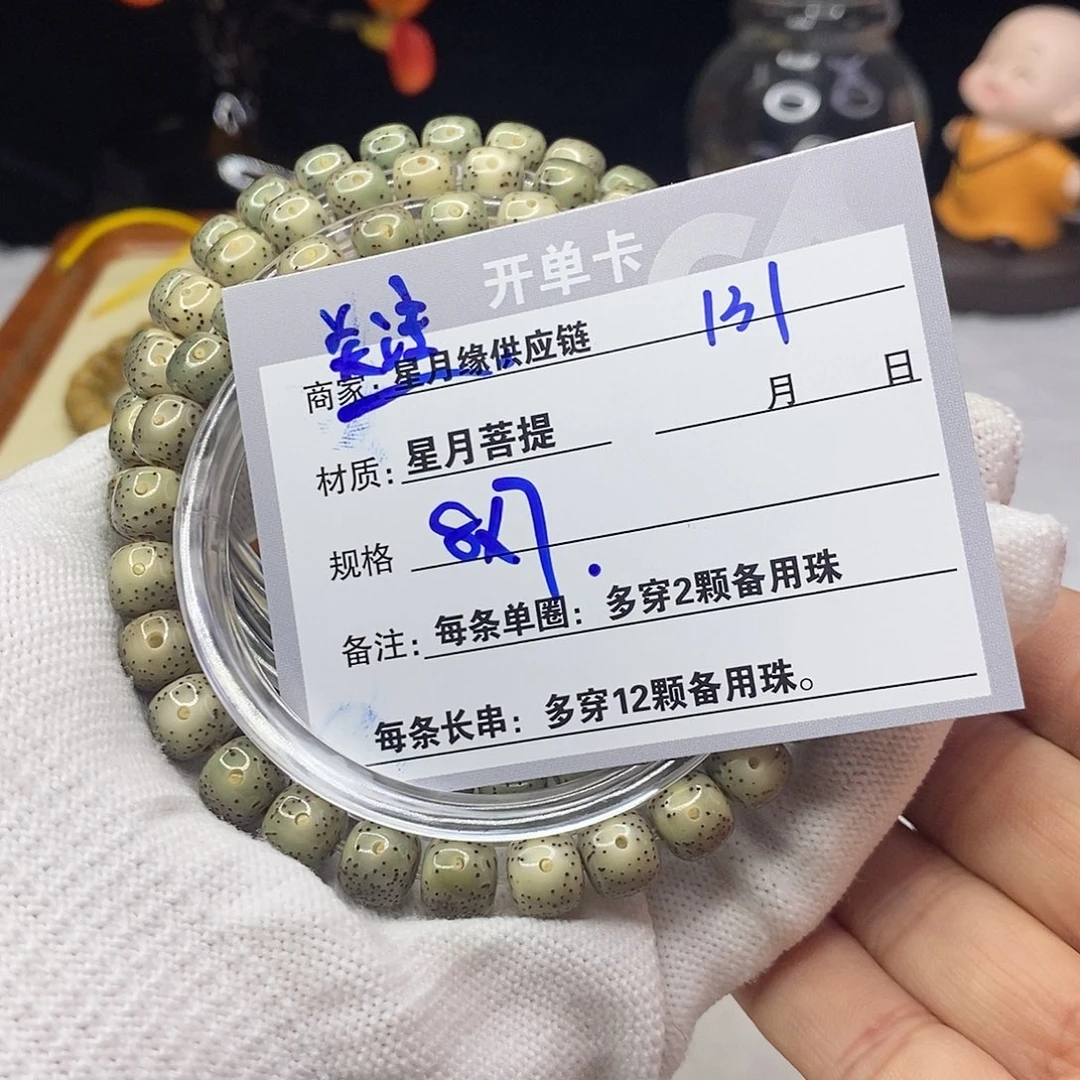 开单卡
关注 131
商家：星月缘供应链
月 日
材质：星月菩提
规格 8x7.
备注：每条单圈：多穿2颗备用珠
每条长串：多穿12颗备用珠。